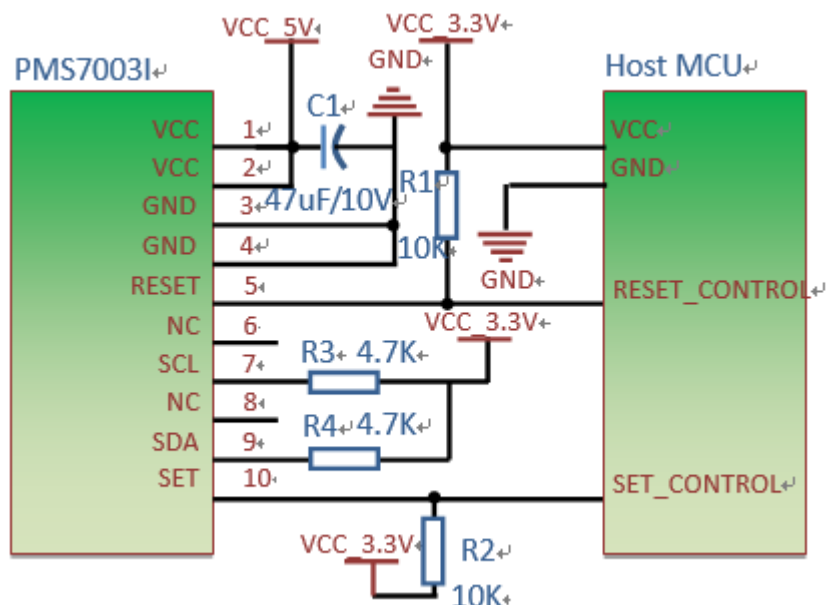 VCC_5V
VCC_3.3V
GND
PMS7003I
Host MCU
C1
VCC 1
VCC 2
GND 3
GND 4
RESET 5
NC 6
SCL 7
NC 8
SDA 9
SET 10
47uF/10V
R1
10K
VCC
GND
GND
RESET_CONTROL
VCC_3.3V
R3 4.7K
R4 4.7K
SET_CONTROL
VCC_3.3V
R2
10K